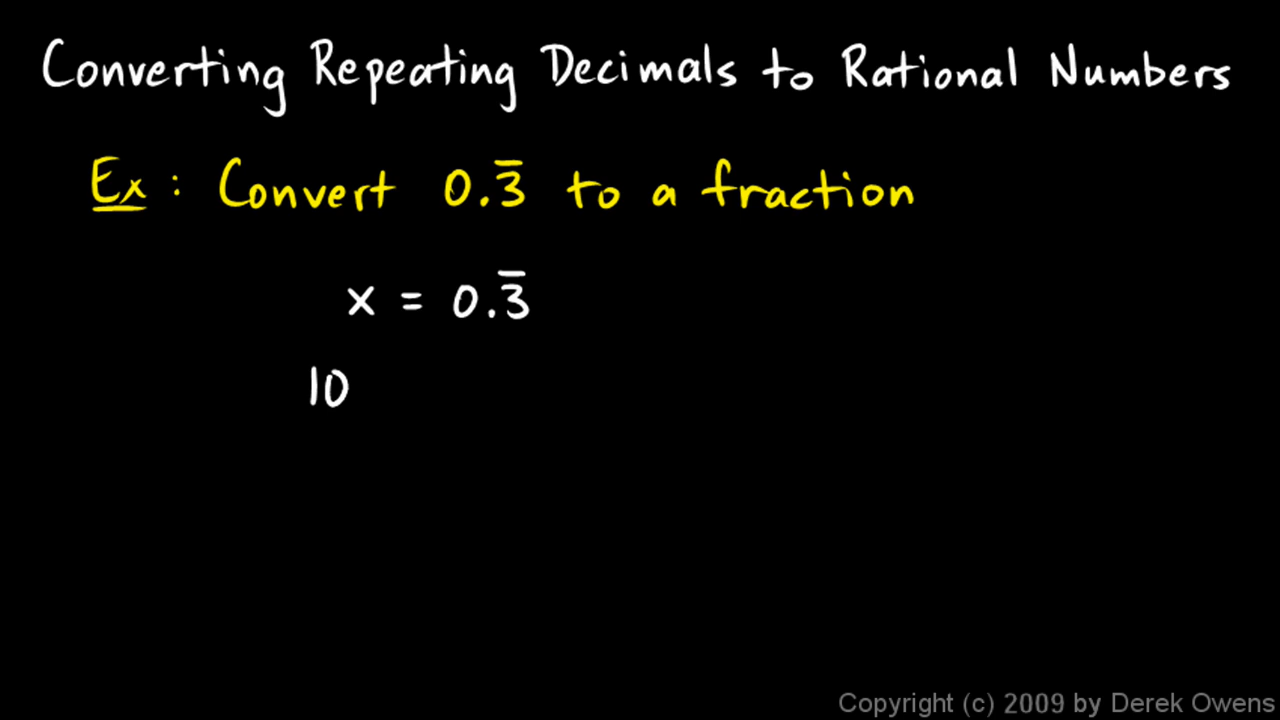 Converting Repeating Decimals to Rational Numbers
Ex: Convert 0.3̅ to a fraction
x = 0.3̅
10
Copyright (c) 2009 by Derek Owens